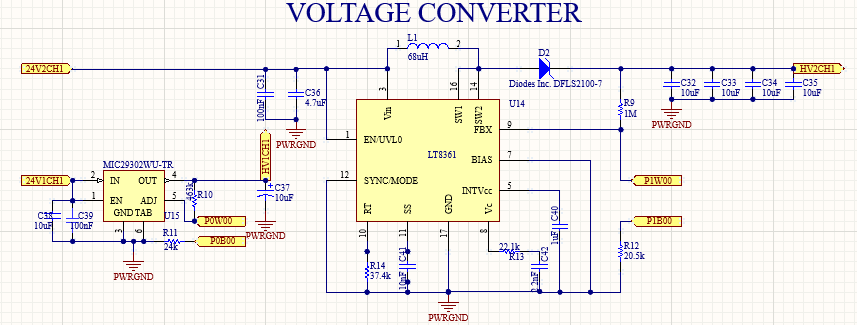 VOLTAGE CONVERTER
24V2CH1
L1
1
2
68uH
D2
Diodes Inc. DFLS2100-7
HV2CH1
C31
100nF
C36
4.7uF
PWRGND
3
16
14
Vin
SW1
SW2
U14
FBX
9
R9
1M
C32
10uF
C33
10uF
C34
10uF
C35
10uF
PWRGND
1
EN/UVL0
LT8361
BIAS
7
HV1CH1
24V1CH1
MIC29302WU-TR
2
IN
OUT
4
1
EN
ADJ
5
GND
TAB
3
6
U15
463k
R10
C37
10uF
PWRGND
C38
10uF
C39
100nF
P0W00
P0B00
R11
24k
PWRGND
12
SYNC/MODE
INTVcc
5
RT
SS
GND
Vc
10
11
17
8
C40
1uF
R14
37.4k
C41
10nF
22.1k
R13
C42
2.2nF
PWRGND
P1W00
P1B00
R12
20.5k